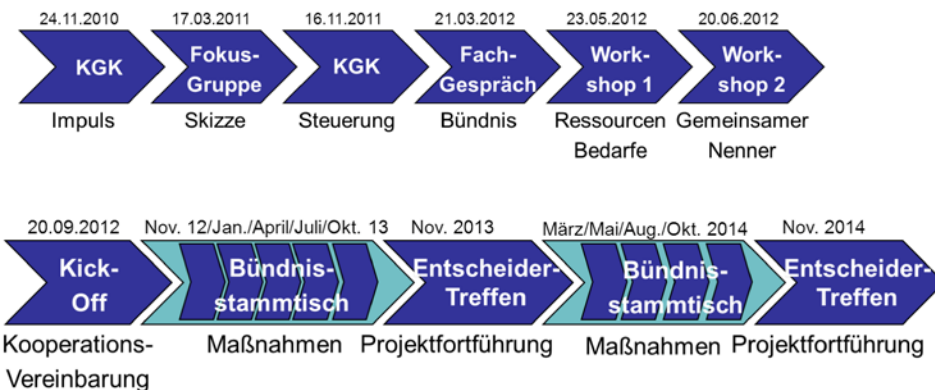 24.11.2010 17.03.2011 16.11.2011 21.03.2012 23.05.2012 20.06.2012
KGK Fokus- KGK Fach- Work- Work-
Gruppe Gespräch shop 1 shop 2
Impuls Skizze Steuerung Bündnis Ressourcen Gemeinsamer
Bedarfe Nenner
20.09.2012 Nov. 12/Jan./April/Juli/Okt. 13 Nov. 2013 März/Mai/Aug./Okt. 2014 Nov. 2014
Kick- Bündnis- Entscheider- Bündnis- Entscheider-
Off stammtisch Treffen stammtisch Treffen
Kooperations- Maßnahmen Projektfortführung Maßnahmen Projektfortführung
Vereinbarung